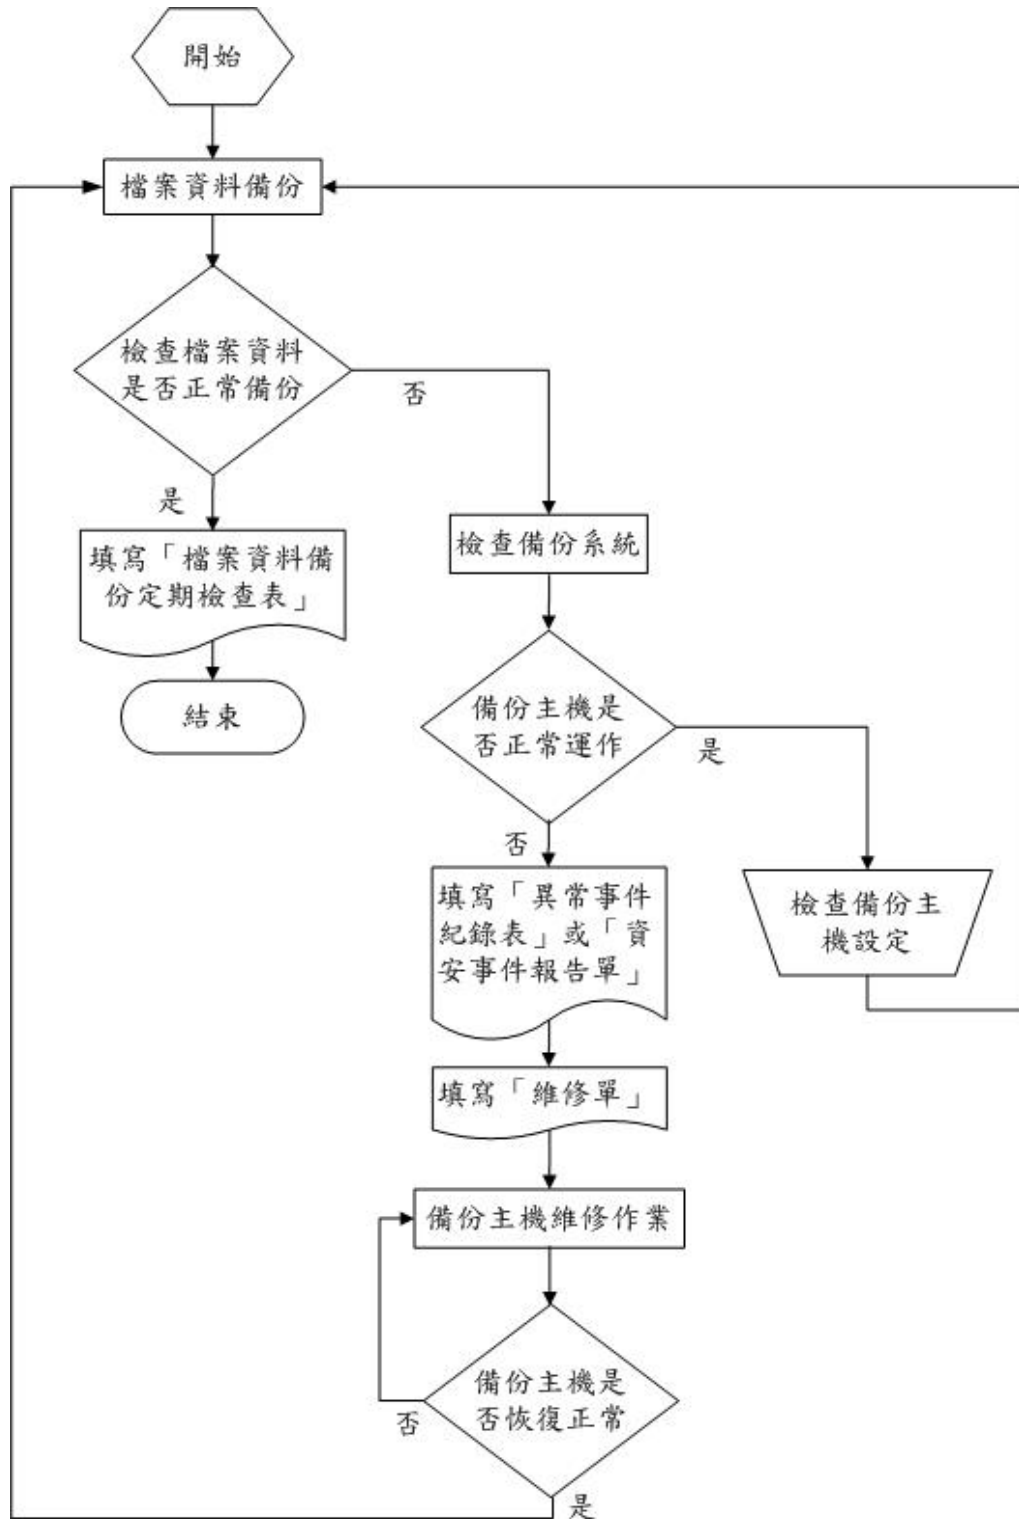 開始
檔案資料備份
檢查檔案資料
是否正常備份
否
是
填寫「檔案資料備
份定期檢查表」
結束
檢查備份系統
備份主機是
否正常運作
是
否
填寫「異常事件
紀錄表」或「資
安事件報告單」
檢查備份主
機設定
填寫「維修單」
備份主機維修作業
備份主機是
否恢復正常
否
是